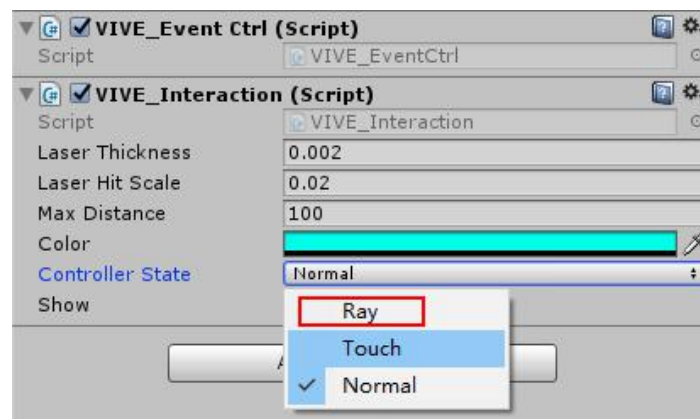 VIVE_Event Ctrl (Script)
Script VIVE_EventCtrl
VIVE_Interaction (Script)
Script VIVE_Interaction
Laser Thickness 0.002
Laser Hit Scale 0.02
Max Distance 100
Color
Controller State Normal
Show
Ray
Touch
Normal